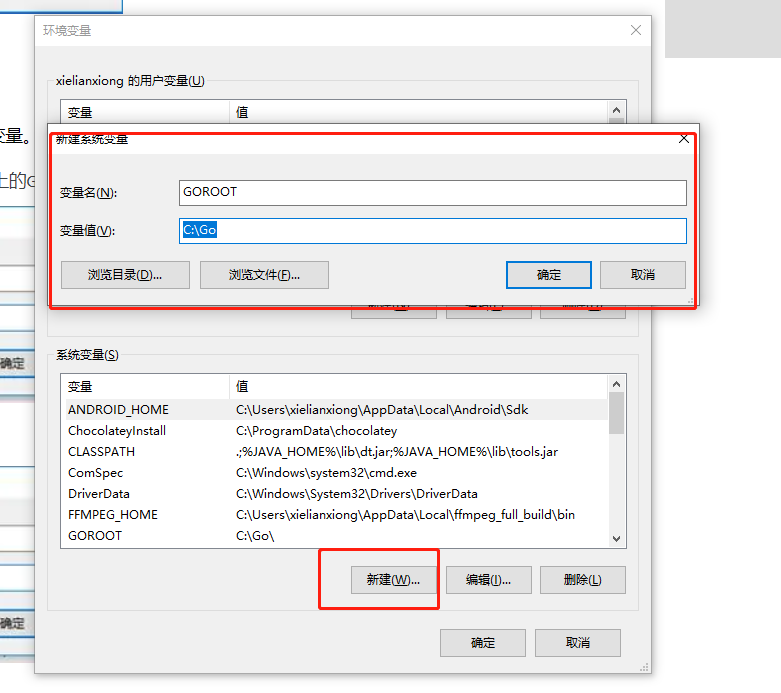 环境变量
xielianxiong 的用户变量(U)
变量 值
变量。
上的G
新建系统变量
变量名(N): GOROOT
变量值(V): C:\Go
浏览目录(D)... 浏览文件(F)... 确定 取消
系统变量(S)
确定
变量 值
ANDROID_HOME C:\Users\xielianxiong\AppData\Local\Android\Sdk
ChocolateyInstall C:\ProgramData\chocolatey
CLASSPATH .;%JAVA_HOME%\lib\dt.jar;%JAVA_HOME%\lib\tools.jar
ComSpec C:\Windows\system32\cmd.exe
DriverData C:\Windows\System32\Drivers\DriverData
FFMPEG_HOME C:\Users\xielianxiong\AppData\Local\ffmpeg_full_build\bin
GOROOT C:\Go\
新建(W)... 编辑(I)... 删除(L)
确定
确定 取消